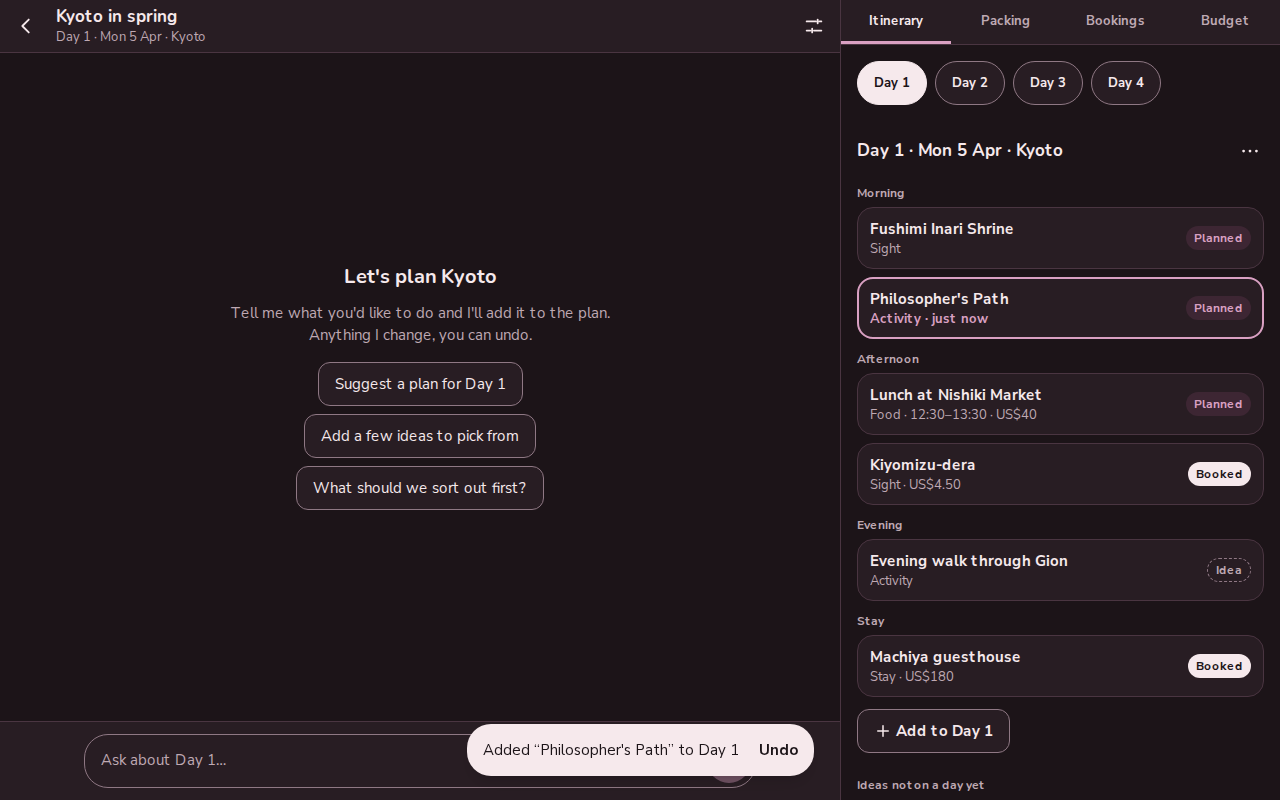 Kyoto in spring
Day 1 · Mon 5 Apr · Kyoto
Let's plan Kyoto
Tell me what you'd like to do and I'll add it to the plan.
Anything I change, you can undo.
Suggest a plan for Day 1
Add a few ideas to pick from
What should we sort out first?
Ask about Day 1...
Added “Philosopher's Path” to Day 1
Undo
Itinerary
Packing
Bookings
Budget
Day 1
Day 2
Day 3
Day 4
Day 1 · Mon 5 Apr · Kyoto
Morning
Fushimi Inari Shrine
Sight
Planned
Philosopher's Path
Activity · just now
Planned
Afternoon
Lunch at Nishiki Market
Food · 12:30–13:30 · US$40
Planned
Kiyomizu-dera
Sight · US$4.50
Booked
Evening
Evening walk through Gion
Activity
Idea
Stay
Machiya guesthouse
Stay · US$180
Booked
Add to Day 1
Ideas not on a day yet